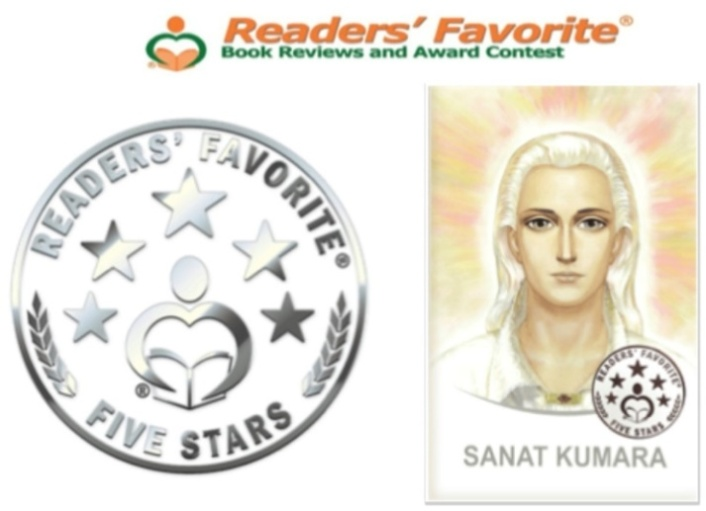 Readers' Favorite®
Book Reviews and Award Contest
®
READERS' FAVORITE®
®
FIVE STARS
READERS' FAVORITE®
FIVE STARS
SANAT KUMARA